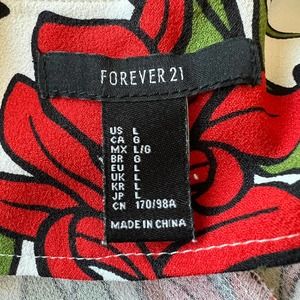 FOREVER 21
US L
CA G
MX L/G
BR G
EU L
UK L
KR L
JP L
CN 170/98A
MADE IN CHINA